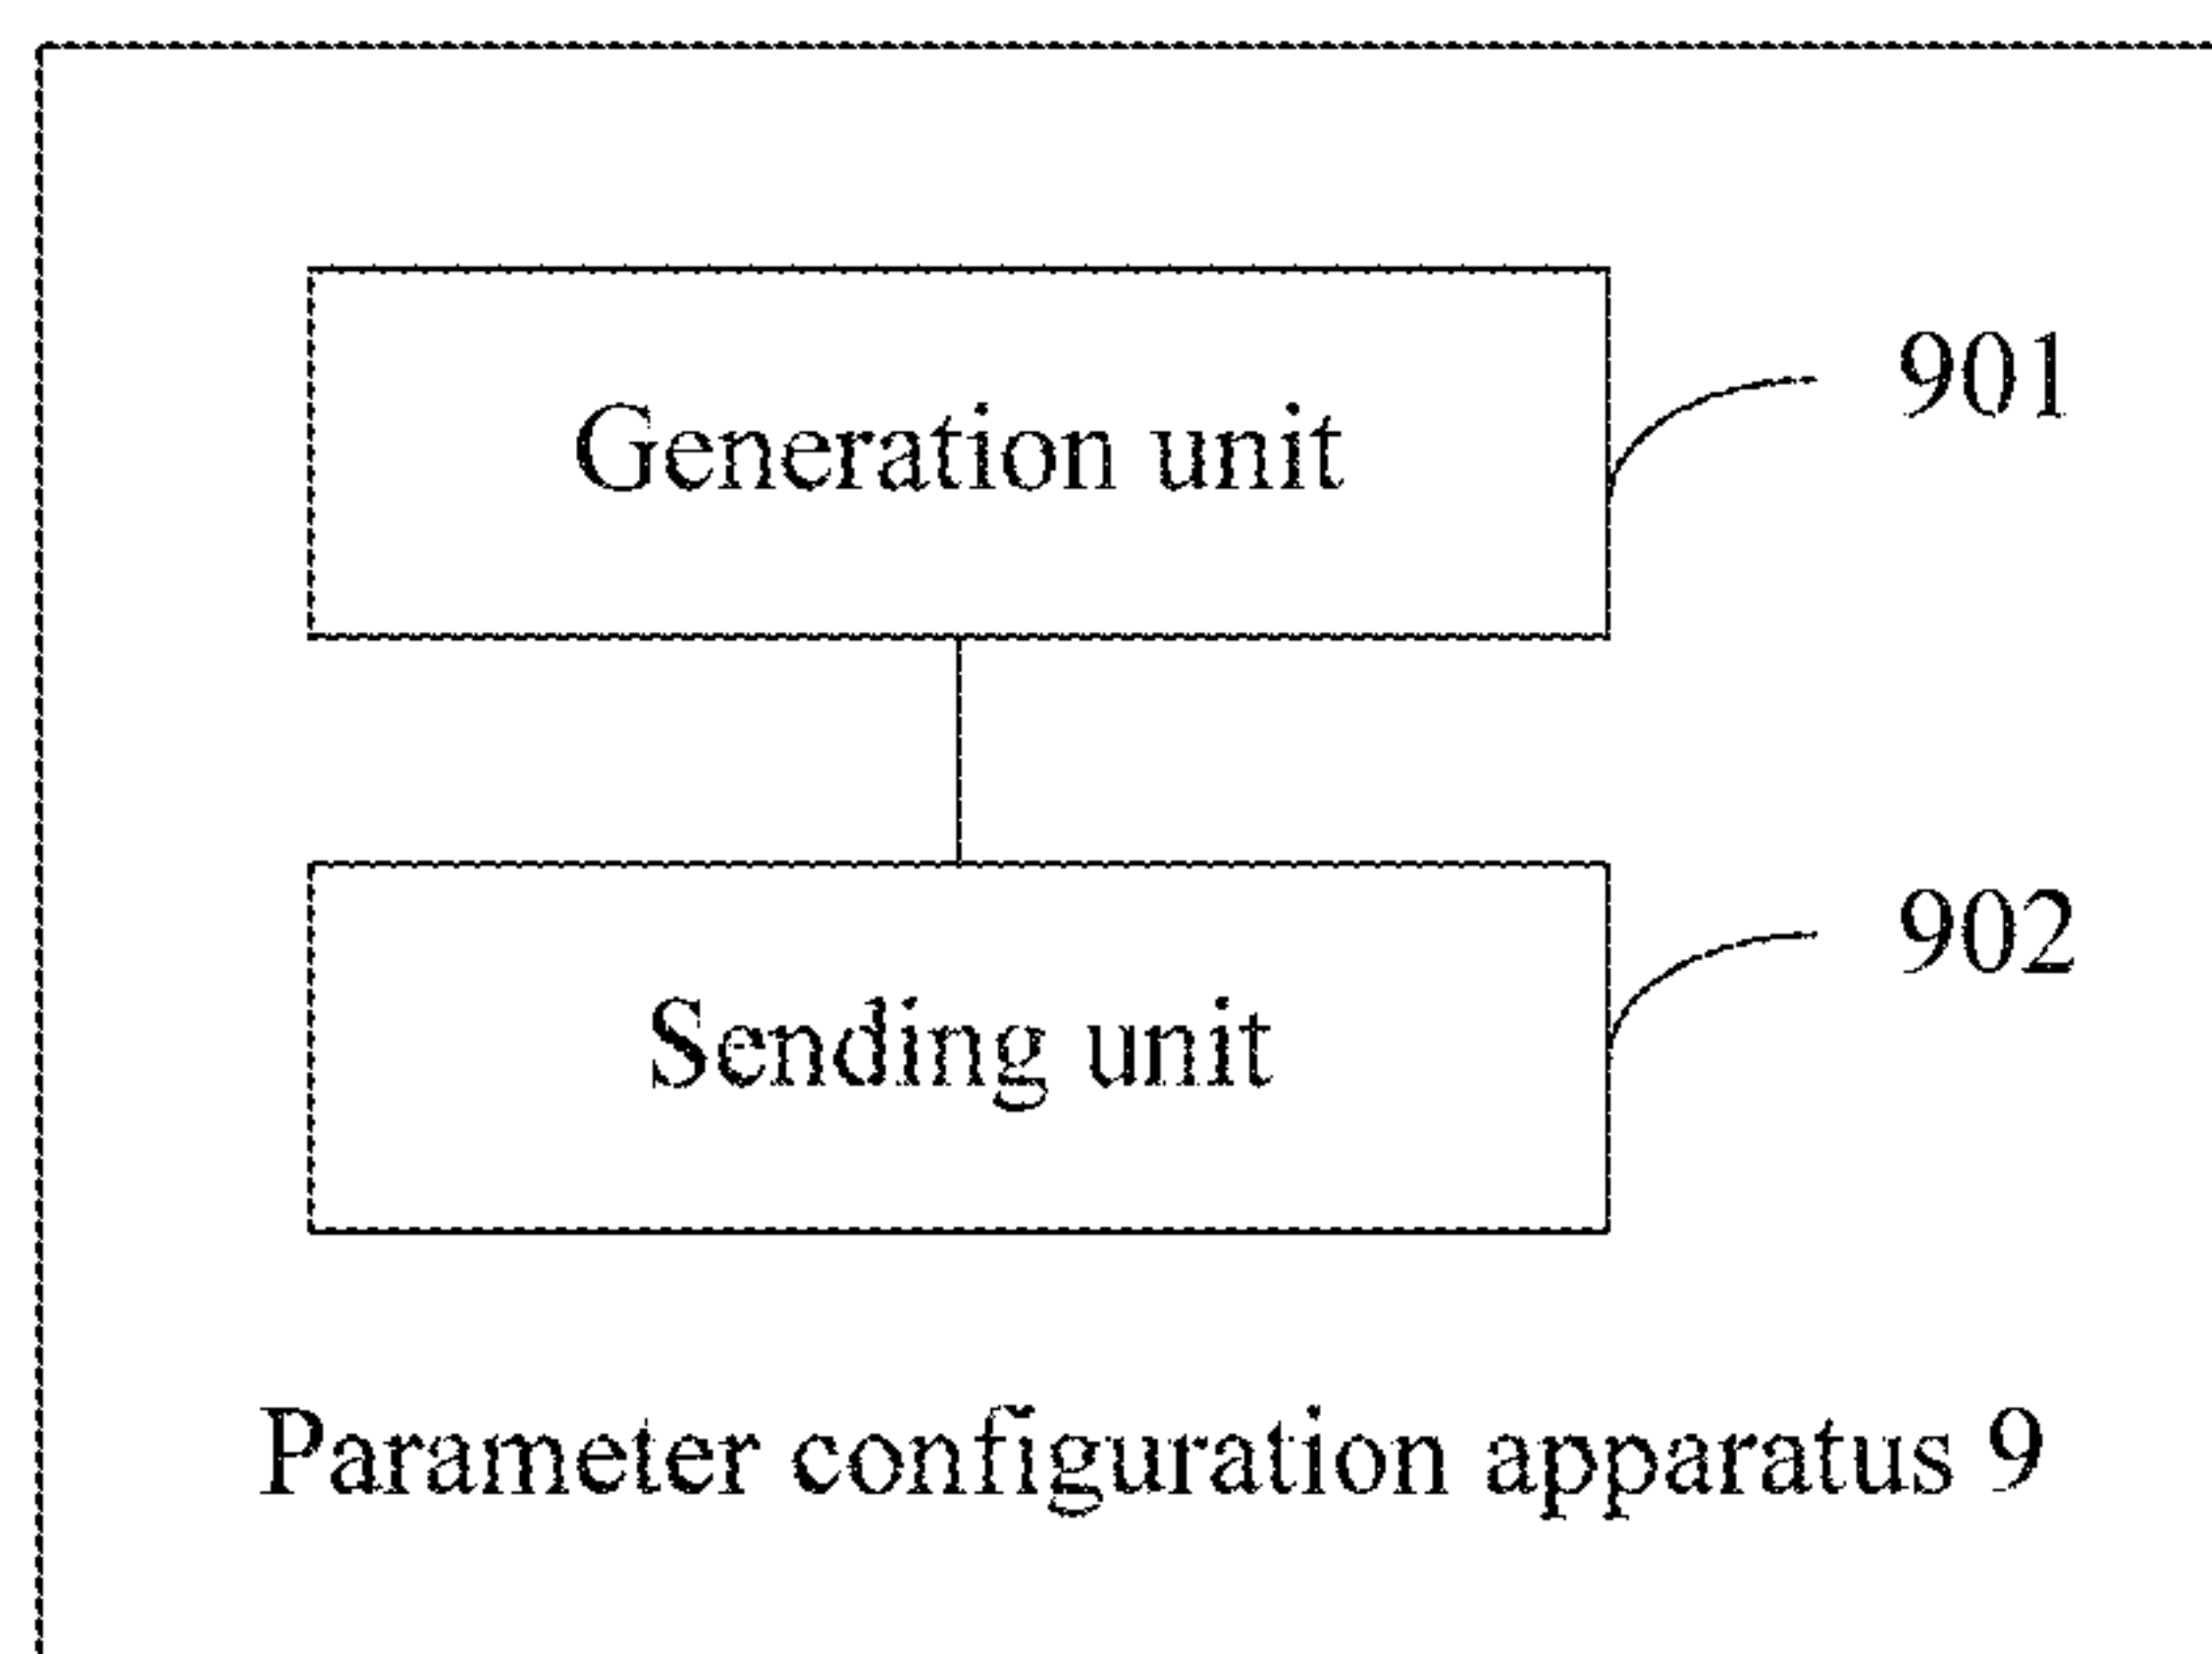 901
Generation unit
902
Sending unit
Parameter configuration apparatus 9